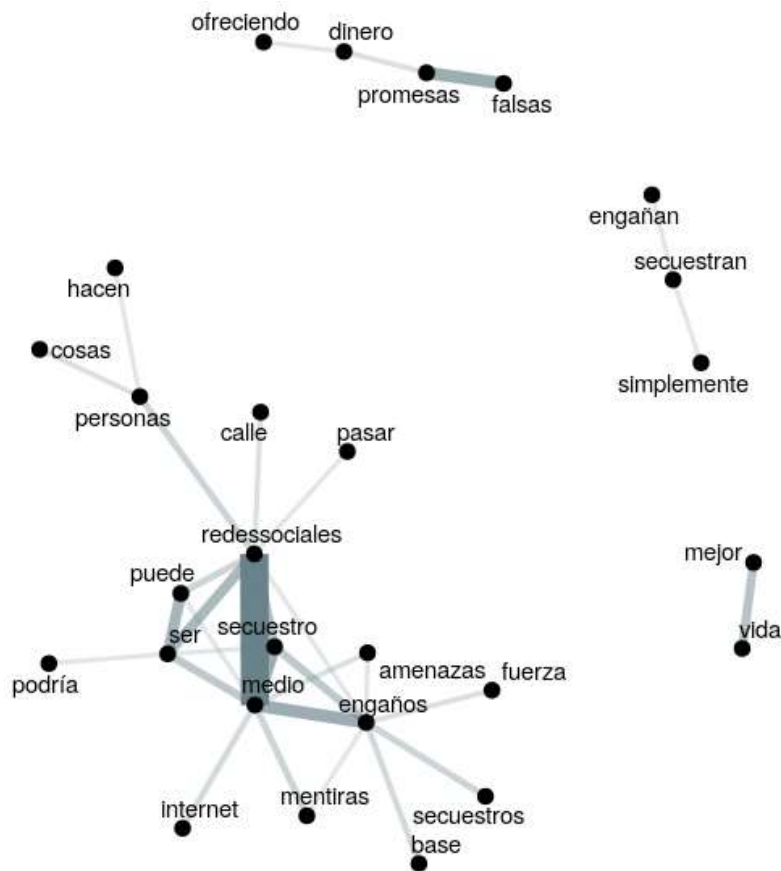 ofreciendo
dinero
promesas
falsas
engañan
secuestran
simplemente
hacen
cosas
personas
calle
pasar
redessociales
puede
ser
secuestro
podría
medio
amenazas
fuerza
engaños
internet
mentiras
secuestros
base
mejor
vida